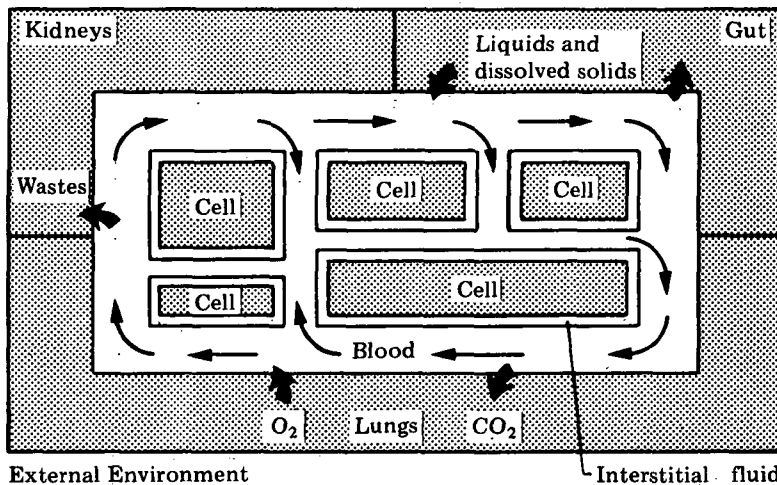 Kidneys
Liquids and
dissolved solids
Gut
Wastes
Cell
Cell
Cell
Cell
Cell
Blood
O₂
Lungs
CO₂
External Environment
Interstitial fluid